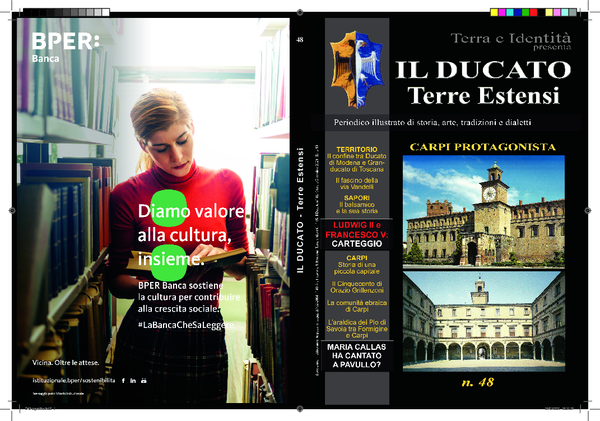 BPER:
Banca
Diamo valore
alla cultura,
insieme.
BPER Banca sostiene
la cultura per contribuire
alla crescita sociale.
#LaBancaCheSaLeggere
Vicina. Oltre le attese.
istituzionale.bper/sostenibilita
48
IL DUCATO - Terre Estensi
Terra e Identità
presenta
IL DUCATO
Terre Estensi
Periodico illustrato di storia, arte, tradizioni e dialetti
TERRITORIO
Il confine tra Ducato
di Modena e Gran-
ducato di Toscana
Il fascino della
via Vandelli
SAPORI
Il balsamico
e la sua storia
LUDWIG II e
FRANCESCO V:
CARTEGGIO
CARPI
Storia di una
piccola capitale
Il Cinquecento di
Orazio Grillenzoni
La comunità ebraica
di Carpi
L'araldica dei Pio di
Savoia tra Formigine
e Carpi
MARIA CALLAS
HA CANTATO
A PAVULLO?
CARPI PROTAGONISTA
n. 48